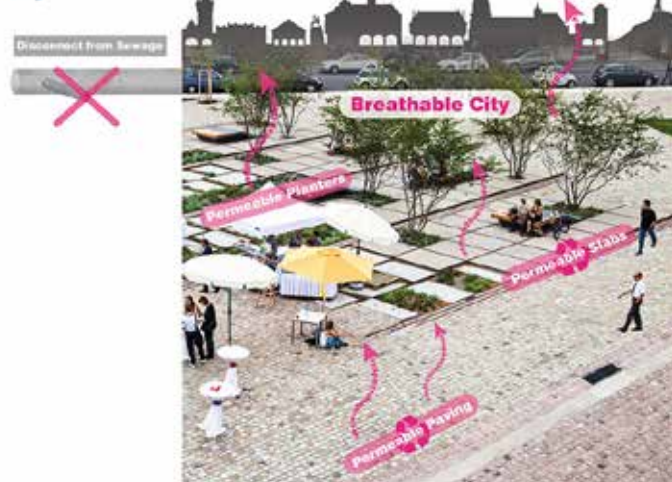 Disconnect from Sewage
Breathable City
Permeable Planters
Permeable Slabs
Permeable Paving